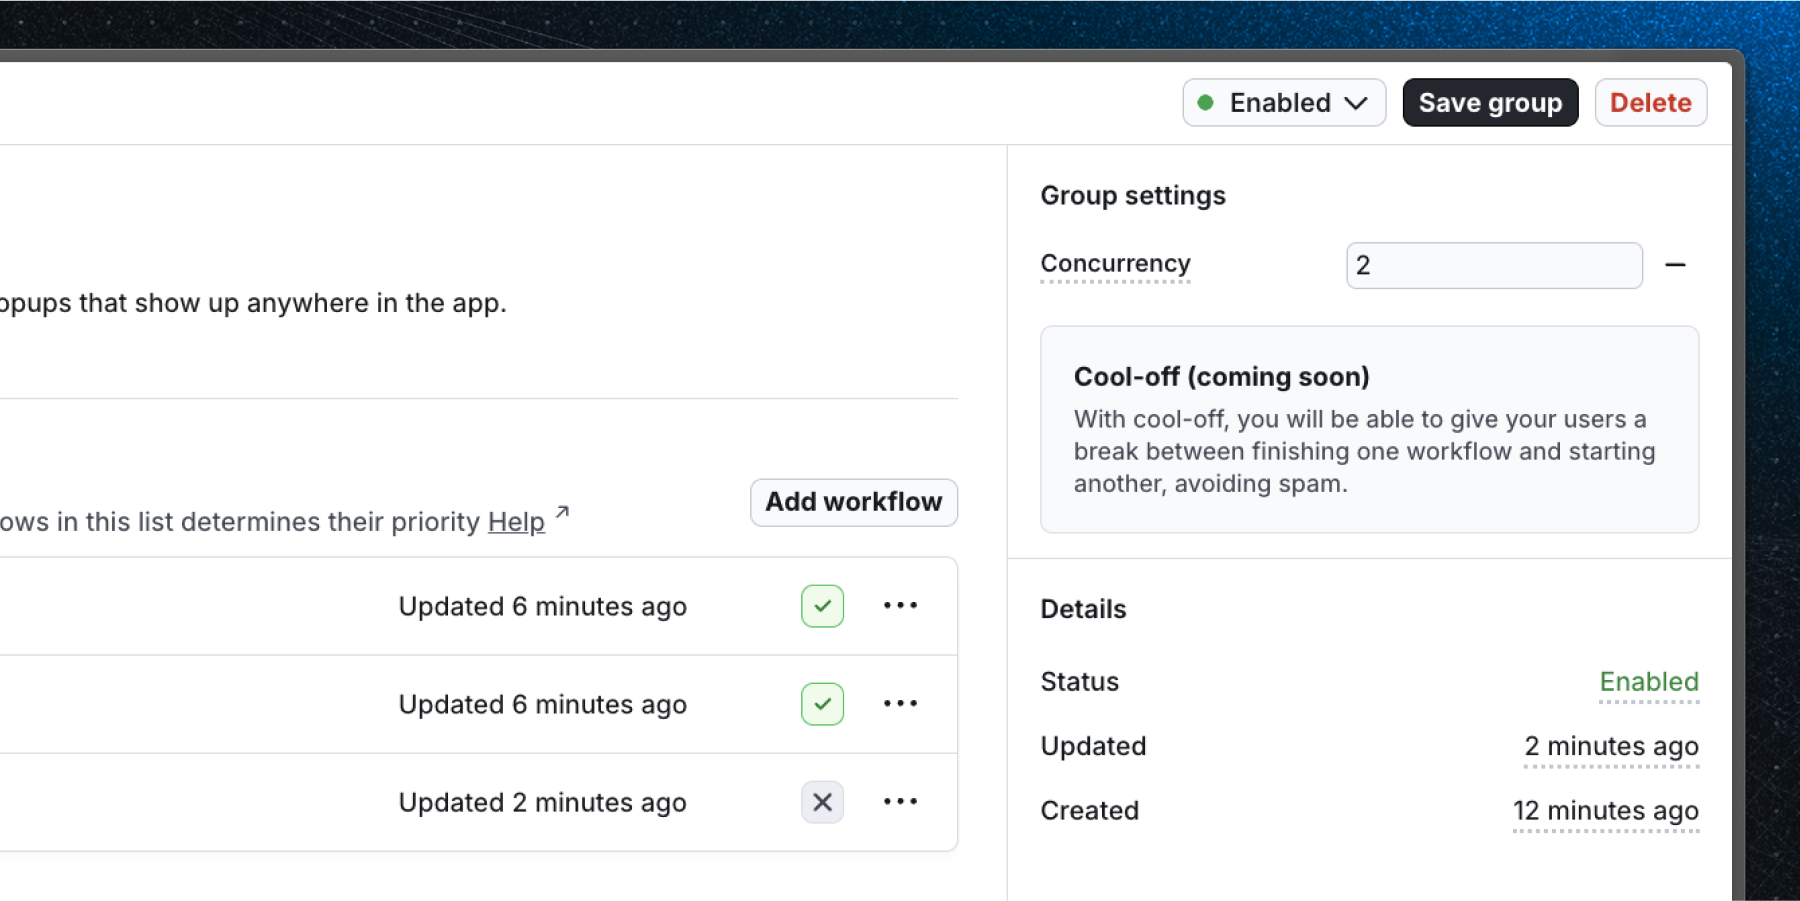 Enabled
Save group
Delete
opups that show up anywhere in the app.
ows in this list determines their priority Help ↗
Add workflow
Updated 6 minutes ago
Updated 6 minutes ago
Updated 2 minutes ago
Group settings
Concurrency 2
Cool-off (coming soon)
With cool-off, you will be able to give your users a
break between finishing one workflow and starting
another, avoiding spam.
Details
Status Enabled
Updated 2 minutes ago
Created 12 minutes ago